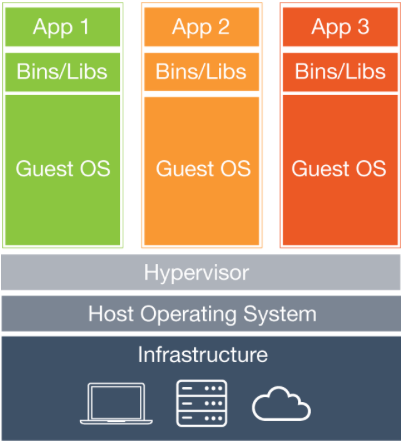 App 1
App 2
App 3
Bins/Libs
Bins/Libs
Bins/Libs
Guest OS
Guest OS
Guest OS
Hypervisor
Host Operating System
Infrastructure